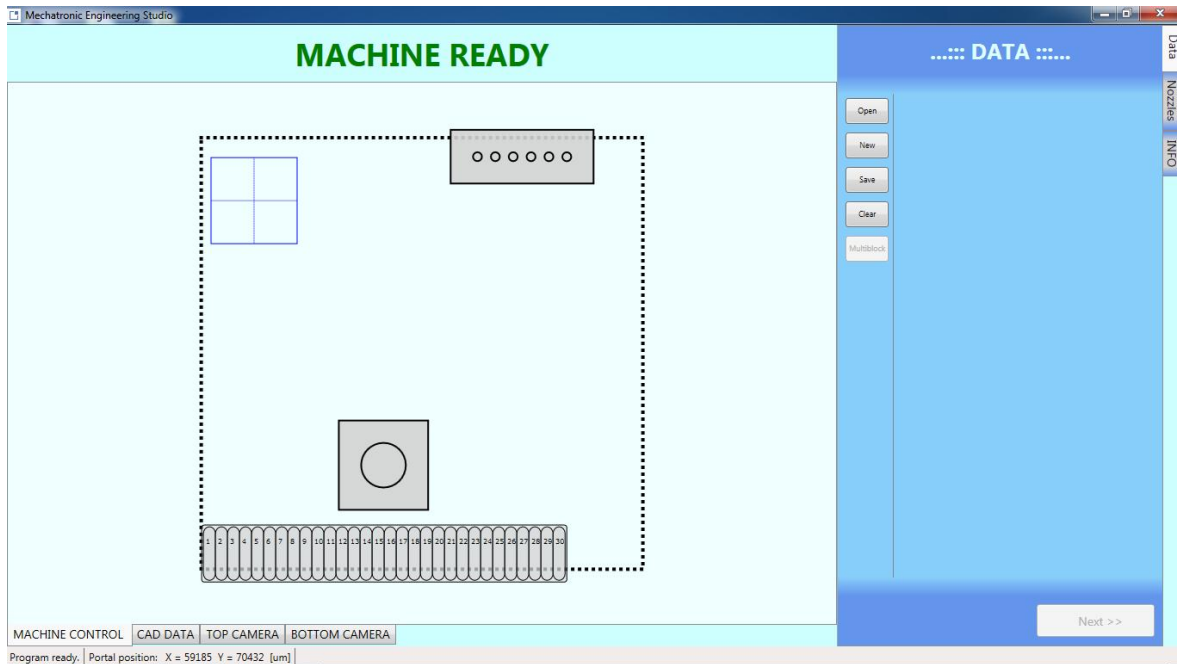 Mechatronic Engineering Studio
MACHINE READY
...::: DATA :::...
Data
Nozzles
INFO
Open
New
Save
Clear
Multiblock
1 2 3 4 5 6 7 8 9 10 11 12 13 14 15 16 17 18 19 20 21 22 23 24 25 26 27 28 29 30
Next >>
MACHINE CONTROL CAD DATA TOP CAMERA BOTTOM CAMERA
Program ready. Portal position: X = 59185 Y = 70432 [um]